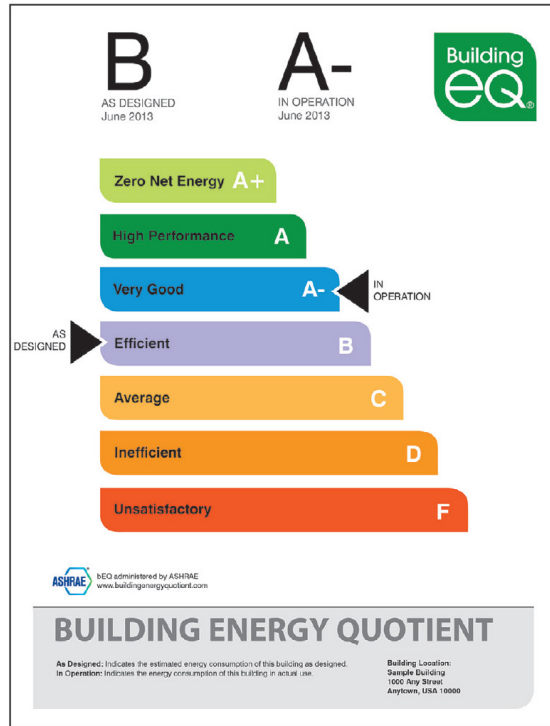 B
AS DESIGNED
June 2013
A-
IN OPERATION
June 2013
Building
eQ®
Zero Net Energy A+
High Performance A
Very Good A-
IN
OPERATION
AS
DESIGNED
Efficient B
Average C
Inefficient D
Unsatisfactory F
ASHRAE
bEQ administered by ASHRAE
www.buildingenergyquotient.com
BUILDING ENERGY QUOTIENT
As Designed: Indicates the estimated energy consumption of this building as designed.
In Operation: Indicates the energy consumption of this building in actual use.
Building Location:
Sample Building
1000 Any Street
Anytown, USA 10000